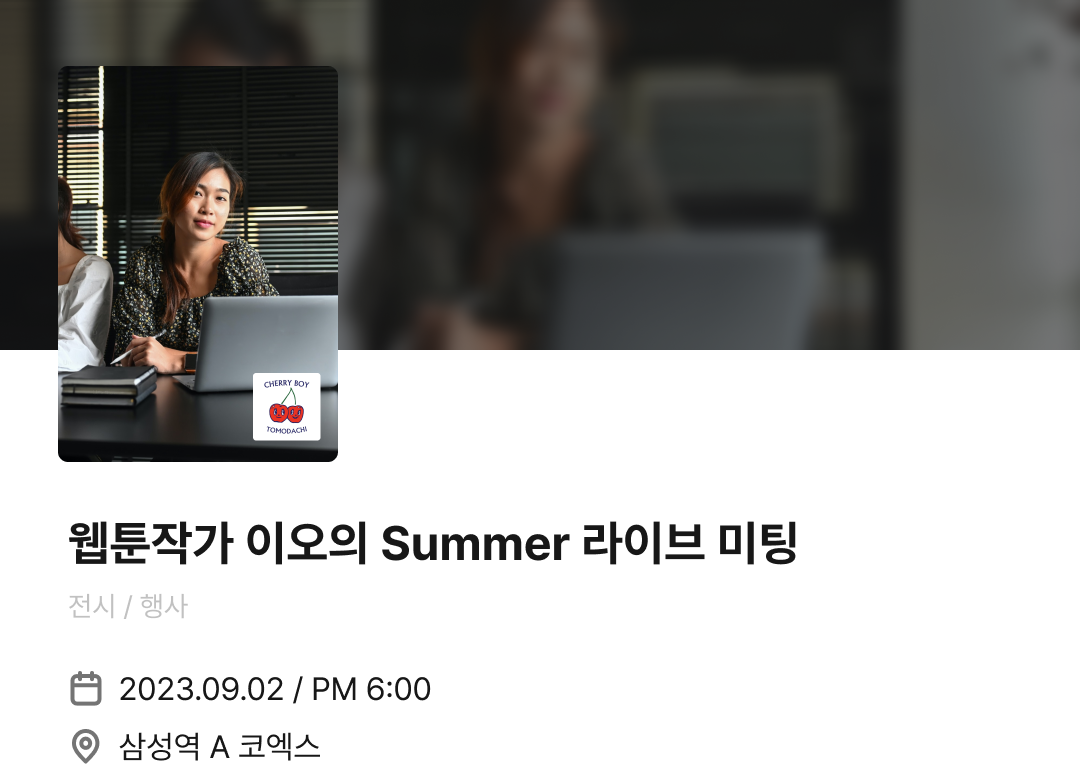 CHERRY BOY
TOMODACHI
웹툰작가 이오의 Summer 라이브 미팅
전시 / 행사
2023.09.02 / PM 6:00
삼성역 A 코엑스